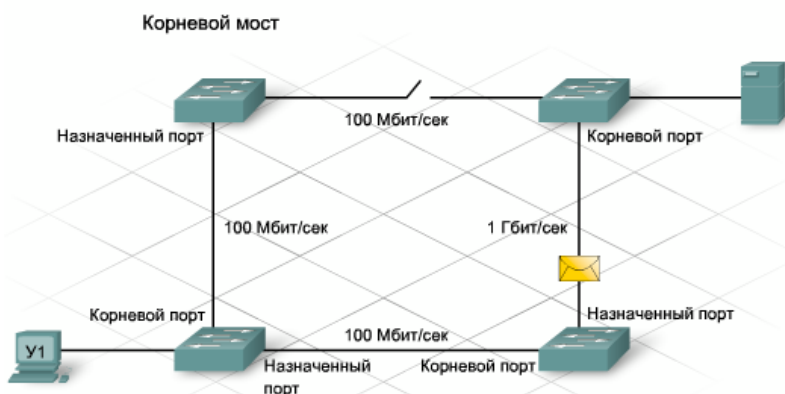 Корневой мост
100 Мбит/сек
Назначенный порт
Корневой порт
100 Мбит/сек
1 Гбит/сек
Корневой порт
Назначенный порт
100 Мбит/сек
У1
Назначенный
порт
Корневой порт